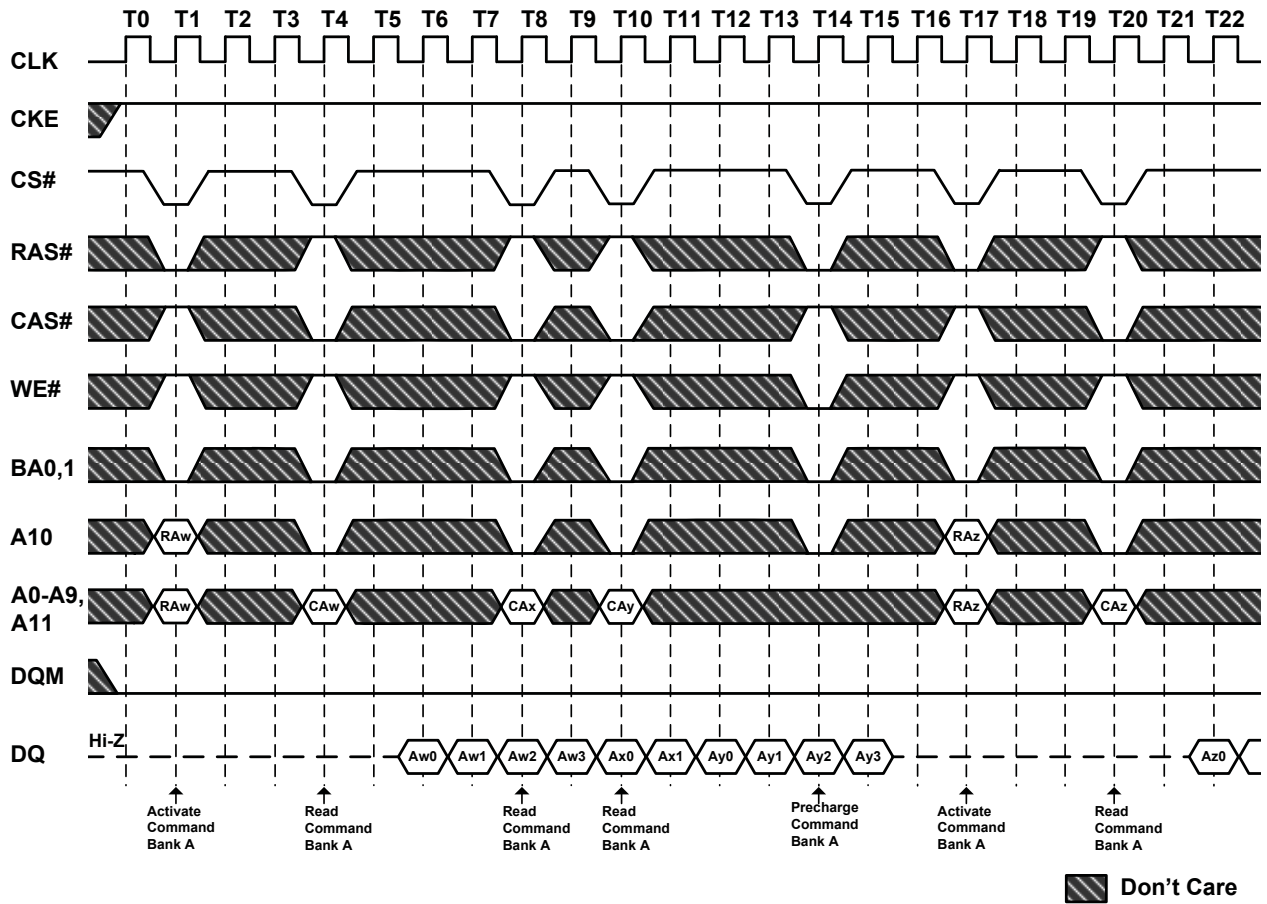 T0 T1 T2 T3 T4 T5 T6 T7 T8 T9 T10 T11 T12 T13 T14 T15 T16 T17 T18 T19 T20 T21 T22
CLK
CKE
CS#
RAS#
CAS#
WE#
BA0,1
A10 RAw RAz
A0-A9,
A11 RAw CAw CAx CAy RAz CAz
DQM
DQ Hi-Z Aw0 Aw1 Aw2 Aw3 Ax0 Ax1 Ay0 Ay1 Ay2 Ay3 Az0
Activate
Command
Bank A
Read
Command
Bank A
Read
Command
Bank A
Read
Command
Bank A
Precharge
Command
Bank A
Activate
Command
Bank A
Read
Command
Bank A
Don't Care